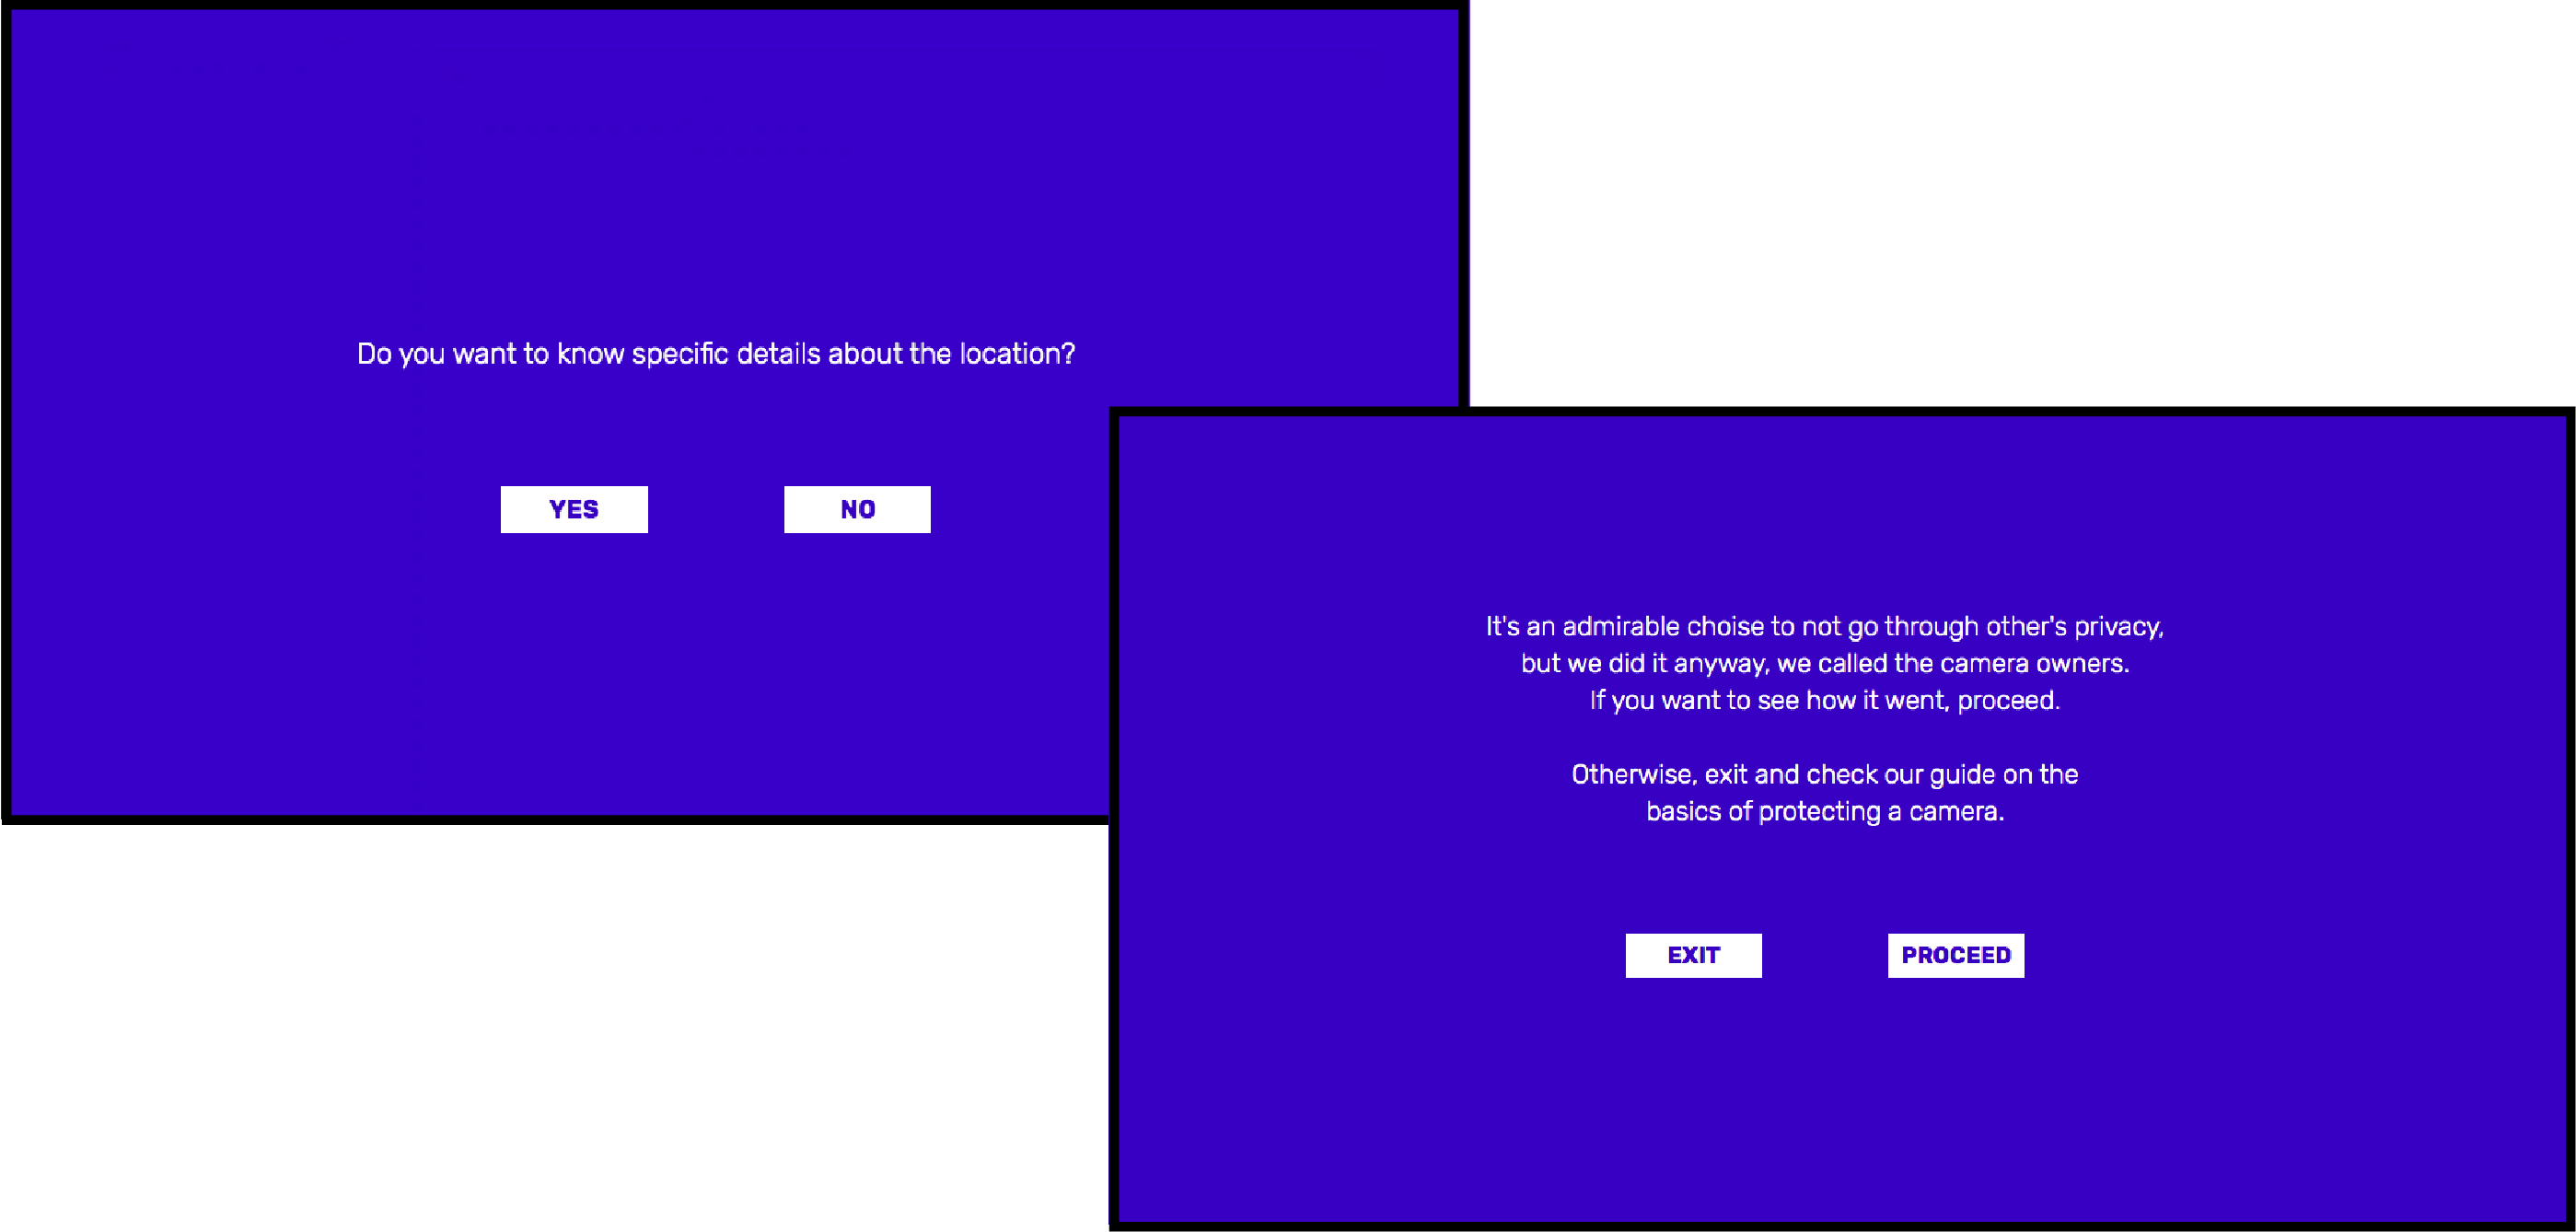 Do you want to know specific details about the location?
YES
NO
It's an admirable choise to not go through other's privacy,
but we did it anyway, we called the camera owners.
If you want to see how it went, proceed.
Otherwise, exit and check our guide on the
basics of protecting a camera.
EXIT
PROCEED